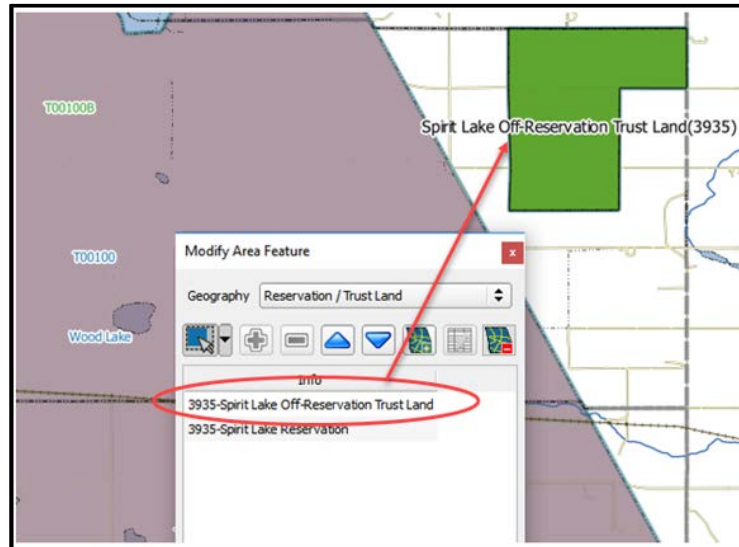 T00100B
Spirit Lake Off-Reservation Trust Land(3935)
T00100
Wood Lake
Modify Area Feature
x
Geography Reservation / Trust Land
Info
3935-Spirit Lake Off-Reservation Trust Land
3935-Spirit Lake Reservation